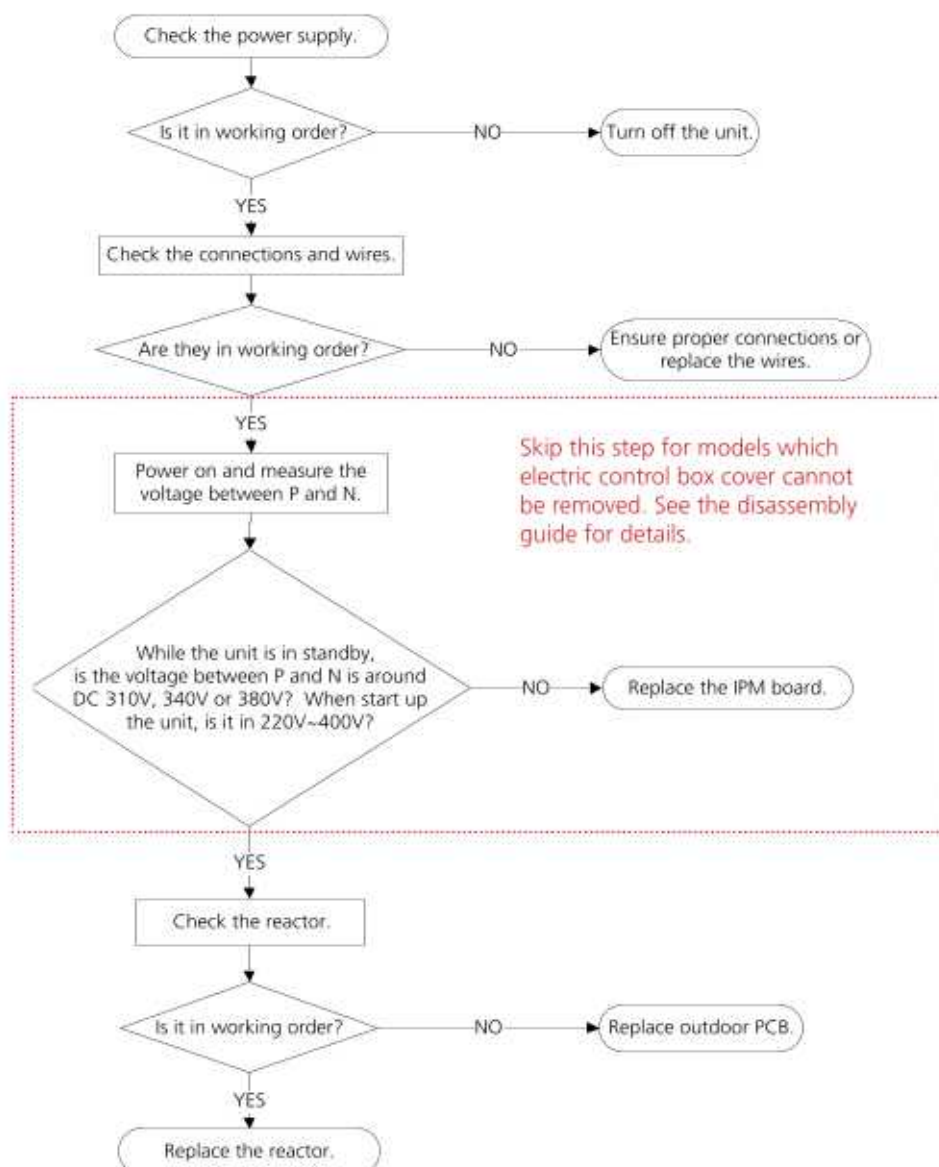 Check the power supply.
Is it in working order?
NO
Turn off the unit.
YES
Check the connections and wires.
Are they in working order?
NO
Ensure proper connections or
replace the wires.
YES
Power on and measure the
voltage between P and N.
Skip this step for models which
electric control box cover cannot
be removed. See the disassembly
guide for details.
While the unit is in standby,
is the voltage between P and N is around
DC 310V, 340V or 380V?  When start up
the unit, is it in 220V~400V?
NO
Replace the IPM board.
YES
Check the reactor.
Is it in working order?
NO
Replace outdoor PCB.
YES
Replace the reactor.